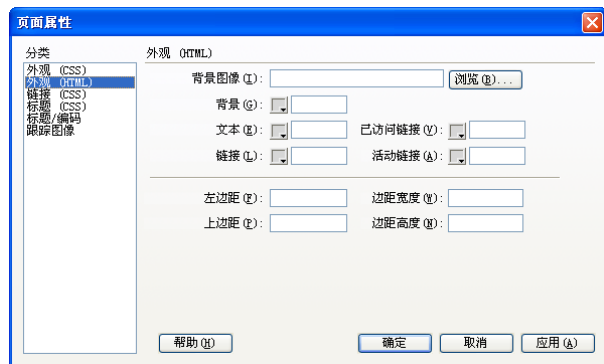 页面属性
分类
外观 (CSS)
外观 (HTML)
链接 (CSS)
标题 (CSS)
标题/编码
跟踪图像
外观 (HTML)
背景图像(I): 浏览(B)...
背景(G):
文本(E): 已访问链接(V):
链接(L): 活动链接(A):
左边距(F): 边距宽度(W):
上边距(P): 边距高度(N):
帮助(H) 确定 取消 应用(A)